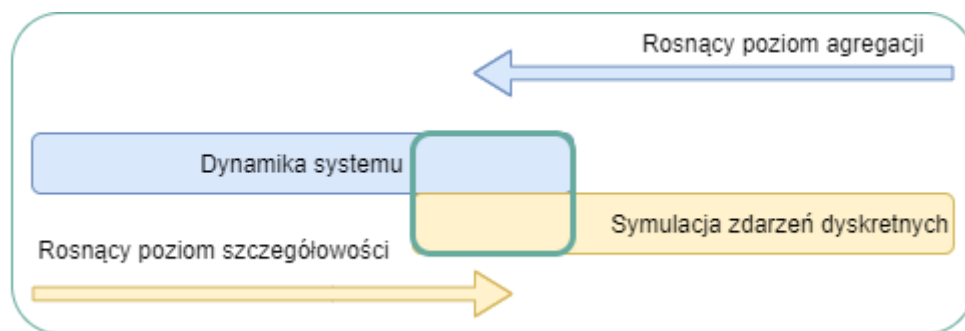 Rosnący poziom agregacji
Dynamika systemu
Symulacja zdarzeń dyskretnych
Rosnący poziom szczegółowości